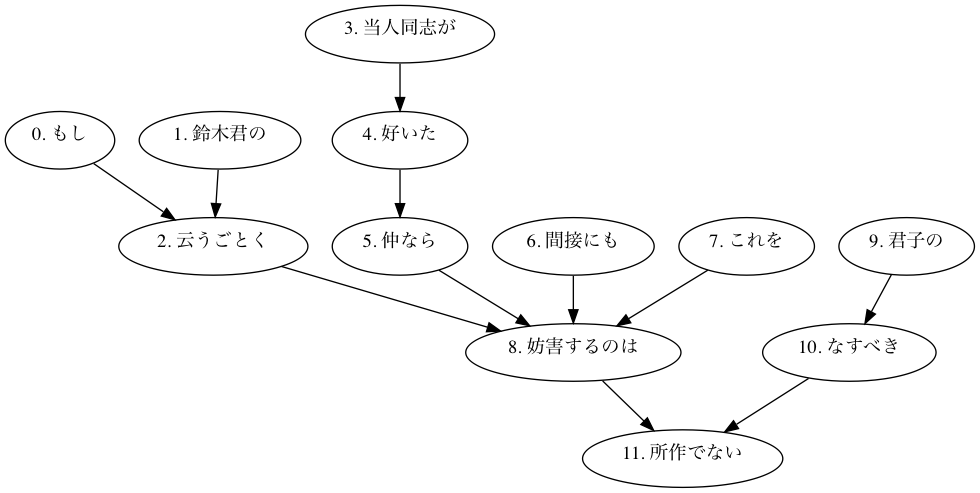 3. 当人同志が
0. もし
1. 鈴木君の
4. 好いた
2. 云うごとく
5. 仲なら
6. 間接にも
7. これを
9. 君子の
8. 妨害するのは
10. なすべき
11. 所作でない